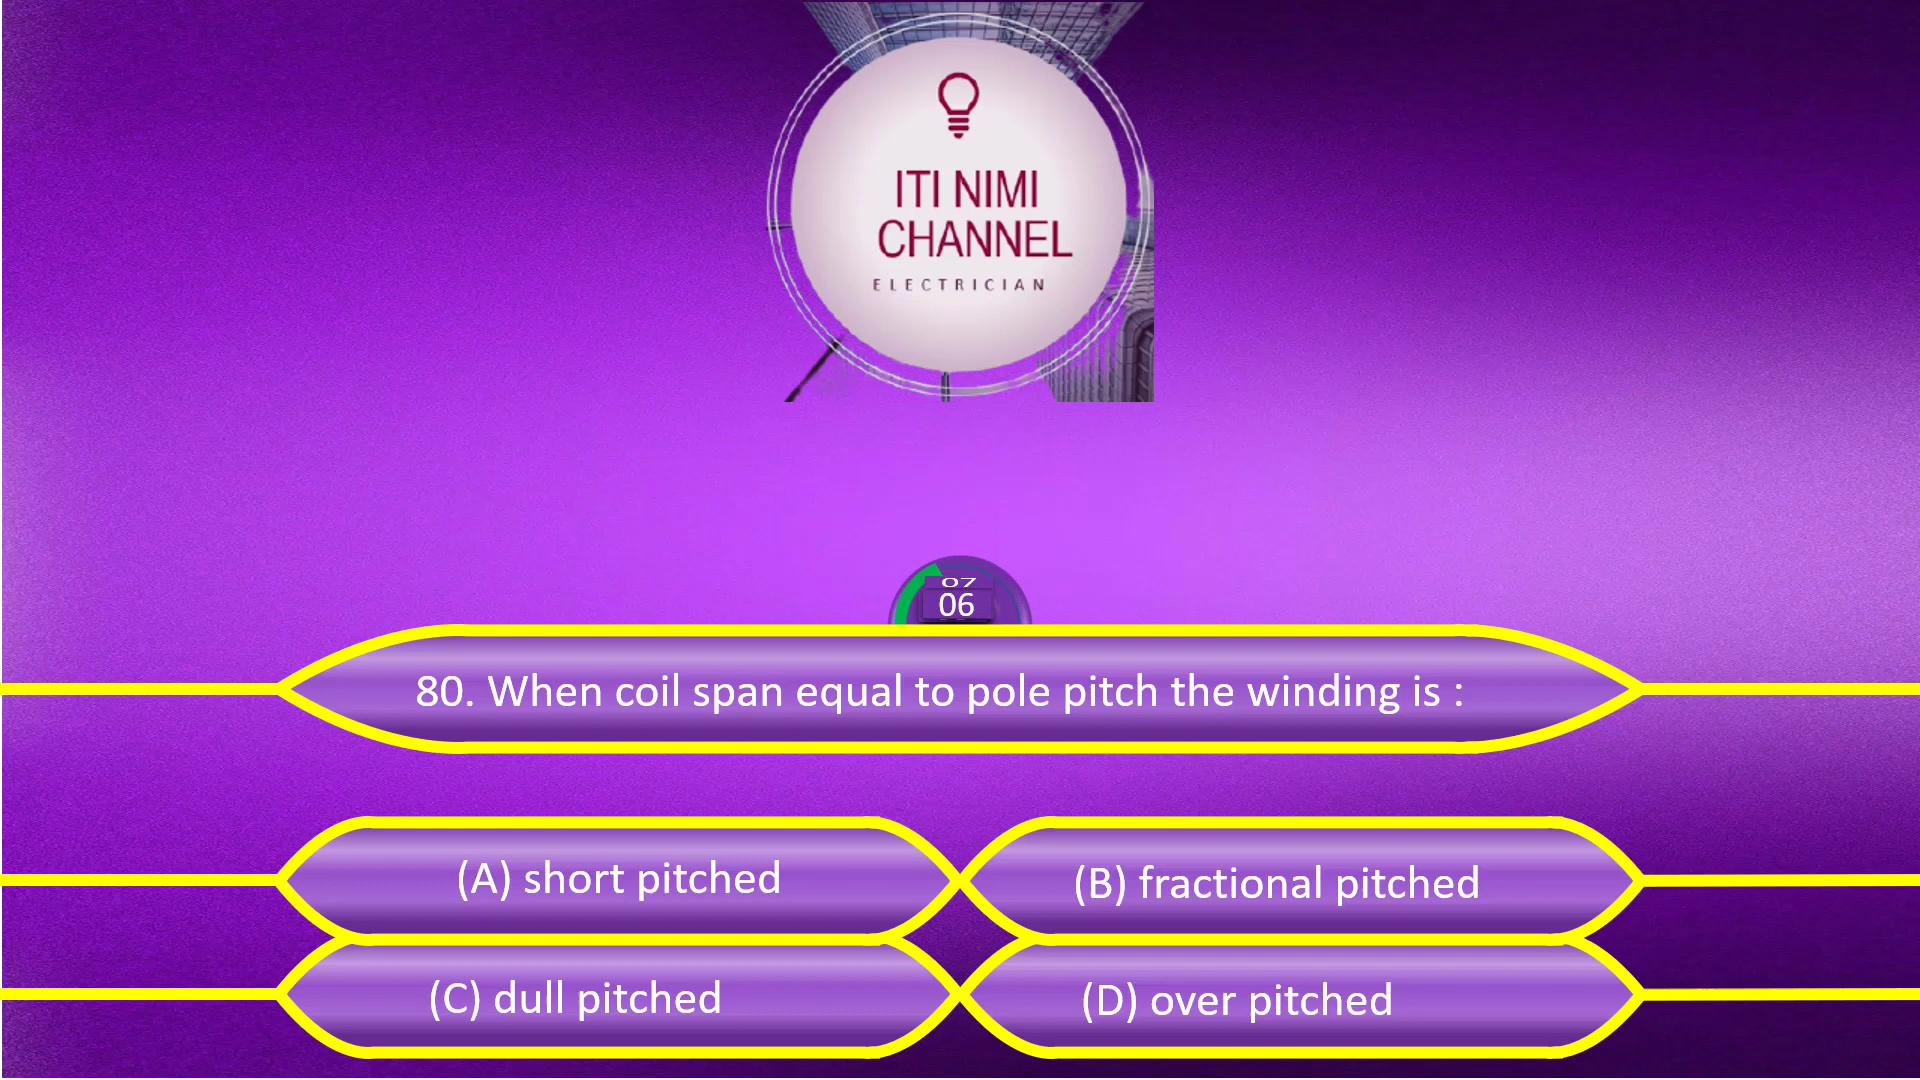 ITI NIMI
CHANNEL
ELECTRICIAN
07
06
80. When coil span equal to pole pitch the winding is :
(A) short pitched
(B) fractional pitched
(C) dull pitched
(D) over pitched